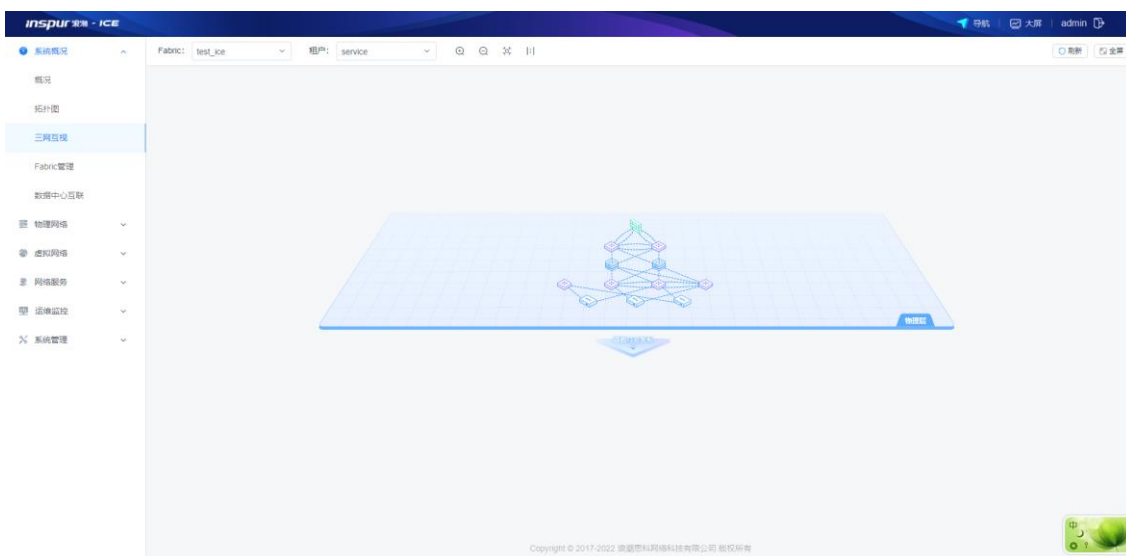 inspur 浪潮 - ICE
导航 大屏 admin
系统概况
Fabric: test_ice 租户: service
刷新 全屏
概况
拓扑图
三网互视
Fabric管理
数据中心互联
物理网络
虚拟网络
网络服务
运维监控
系统管理
物理层
中
Copyright © 2017-2022 浪潮思科网络科技有限公司 版权所有